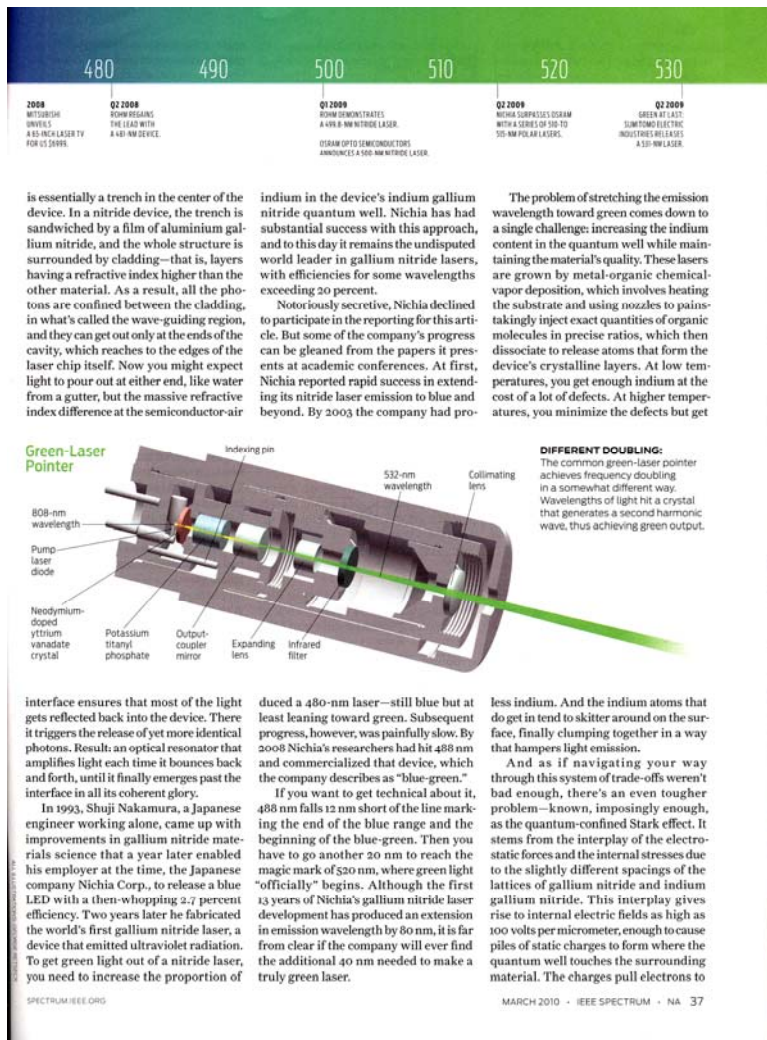 480 490 500 510 520 530
2008
MITSUBISHI
UNVEILS
A 65-INCH LASER TV
FOR US $6999.
Q2 2008
ROHM REGAINS
THE LEAD WITH
A 481-NM DEVICE.
Q1 2009
ROHM DEMONSTRATES
A 499.8-NM NITRIDE LASER.
OSRAM OPTO SEMICONDUCTORS
ANNOUNCES A 500-NM NITRIDE LASER.
Q2 2009
NICHIA SURPASSES OSRAM
WITH A SERIES OF 510-TO
515-NM POLAR LASERS.
Q2 2009
GREEN AT LAST:
SUMITOMO ELECTRIC
INDUSTRIES RELEASES
A 531-NM LASER.
is essentially a trench in the center of the
device. In a nitride device, the trench is
sandwiched by a film of aluminium gal-
lium nitride, and the whole structure is
surrounded by cladding—that is, layers
having a refractive index higher than the
other material. As a result, all the pho-
tons are confined between the cladding,
in what's called the wave-guiding region,
and they can get out only at the ends of the
cavity, which reaches to the edges of the
laser chip itself. Now you might expect
light to pour out at either end, like water
from a gutter, but the massive refractive
index difference at the semiconductor-air
indium in the device's indium gallium
nitride quantum well. Nichia has had
substantial success with this approach,
and to this day it remains the undisputed
world leader in gallium nitride lasers,
with efficiencies for some wavelengths
exceeding 20 percent.
Notoriously secretive, Nichia declined
to participate in the reporting for this arti-
cle. But some of the company's progress
can be gleaned from the papers it pres-
ents at academic conferences. At first,
Nichia reported rapid success in extend-
ing its nitride laser emission to blue and
beyond. By 2003 the company had pro-
The problem of stretching the emission
wavelength toward green comes down to
a single challenge: increasing the indium
content in the quantum well while main-
taining the material's quality. These lasers
are grown by metal-organic chemical-
vapor deposition, which involves heating
the substrate and using nozzles to pains-
takingly inject exact quantities of organic
molecules in precise ratios, which then
dissociate to release atoms that form the
device's crystalline layers. At low tem-
peratures, you get enough indium at the
cost of a lot of defects. At higher temper-
atures, you minimize the defects but get
Green-Laser
Pointer
Indexing pin
532-nm
wavelength
Collimating
lens
808-nm
wavelength
Pump
laser
diode
Neodymium-
doped
yttrium
vanadate
crystal
Potassium
titanyl
phosphate
Output-
coupler
mirror
Expanding
lens
Infrared
filter
DIFFERENT DOUBLING:
The common green-laser pointer
achieves frequency doubling
in a somewhat different way.
Wavelengths of light hit a crystal
that generates a second harmonic
wave, thus achieving green output.
interface ensures that most of the light
gets reflected back into the device. There
it triggers the release of yet more identical
photons. Result: an optical resonator that
amplifies light each time it bounces back
and forth, until it finally emerges past the
interface in all its coherent glory.
In 1993, Shuji Nakamura, a Japanese
engineer working alone, came up with
improvements in gallium nitride mate-
rials science that a year later enabled
his employer at the time, the Japanese
company Nichia Corp., to release a blue
LED with a then-whopping 2.7 percent
efficiency. Two years later he fabricated
the world's first gallium nitride laser, a
device that emitted ultraviolet radiation.
To get green light out of a nitride laser,
you need to increase the proportion of
duced a 480-nm laser—still blue but at
least leaning toward green. Subsequent
progress, however, was painfully slow. By
2008 Nichia's researchers had hit 488 nm
and commercialized that device, which
the company describes as "blue-green."
If you want to get technical about it,
488 nm falls 12 nm short of the line mark-
ing the end of the blue range and the
beginning of the blue-green. Then you
have to go another 20 nm to reach the
magic mark of 520 nm, where green light
"officially" begins. Although the first
13 years of Nichia's gallium nitride laser
development has produced an extension
in emission wavelength by 80 nm, it is far
from clear if the company will ever find
the additional 40 nm needed to make a
truly green laser.
less indium. And the indium atoms that
do get in tend to skitter around on the sur-
face, finally clumping together in a way
that hampers light emission.
And as if navigating your way
through this system of trade-offs weren't
bad enough, there's an even tougher
problem—known, imposingly enough,
as the quantum-confined Stark effect. It
stems from the interplay of the electro-
static forces and the internal stresses due
to the slightly different spacings of the
lattices of gallium nitride and indium
gallium nitride. This interplay gives
rise to internal electric fields as high as
100 volts per micrometer, enough to cause
piles of static charges to form where the
quantum well touches the surrounding
material. The charges pull electrons to
SPECTRUM.IEEE.ORG
MARCH 2010 • IEEE SPECTRUM • NA 37